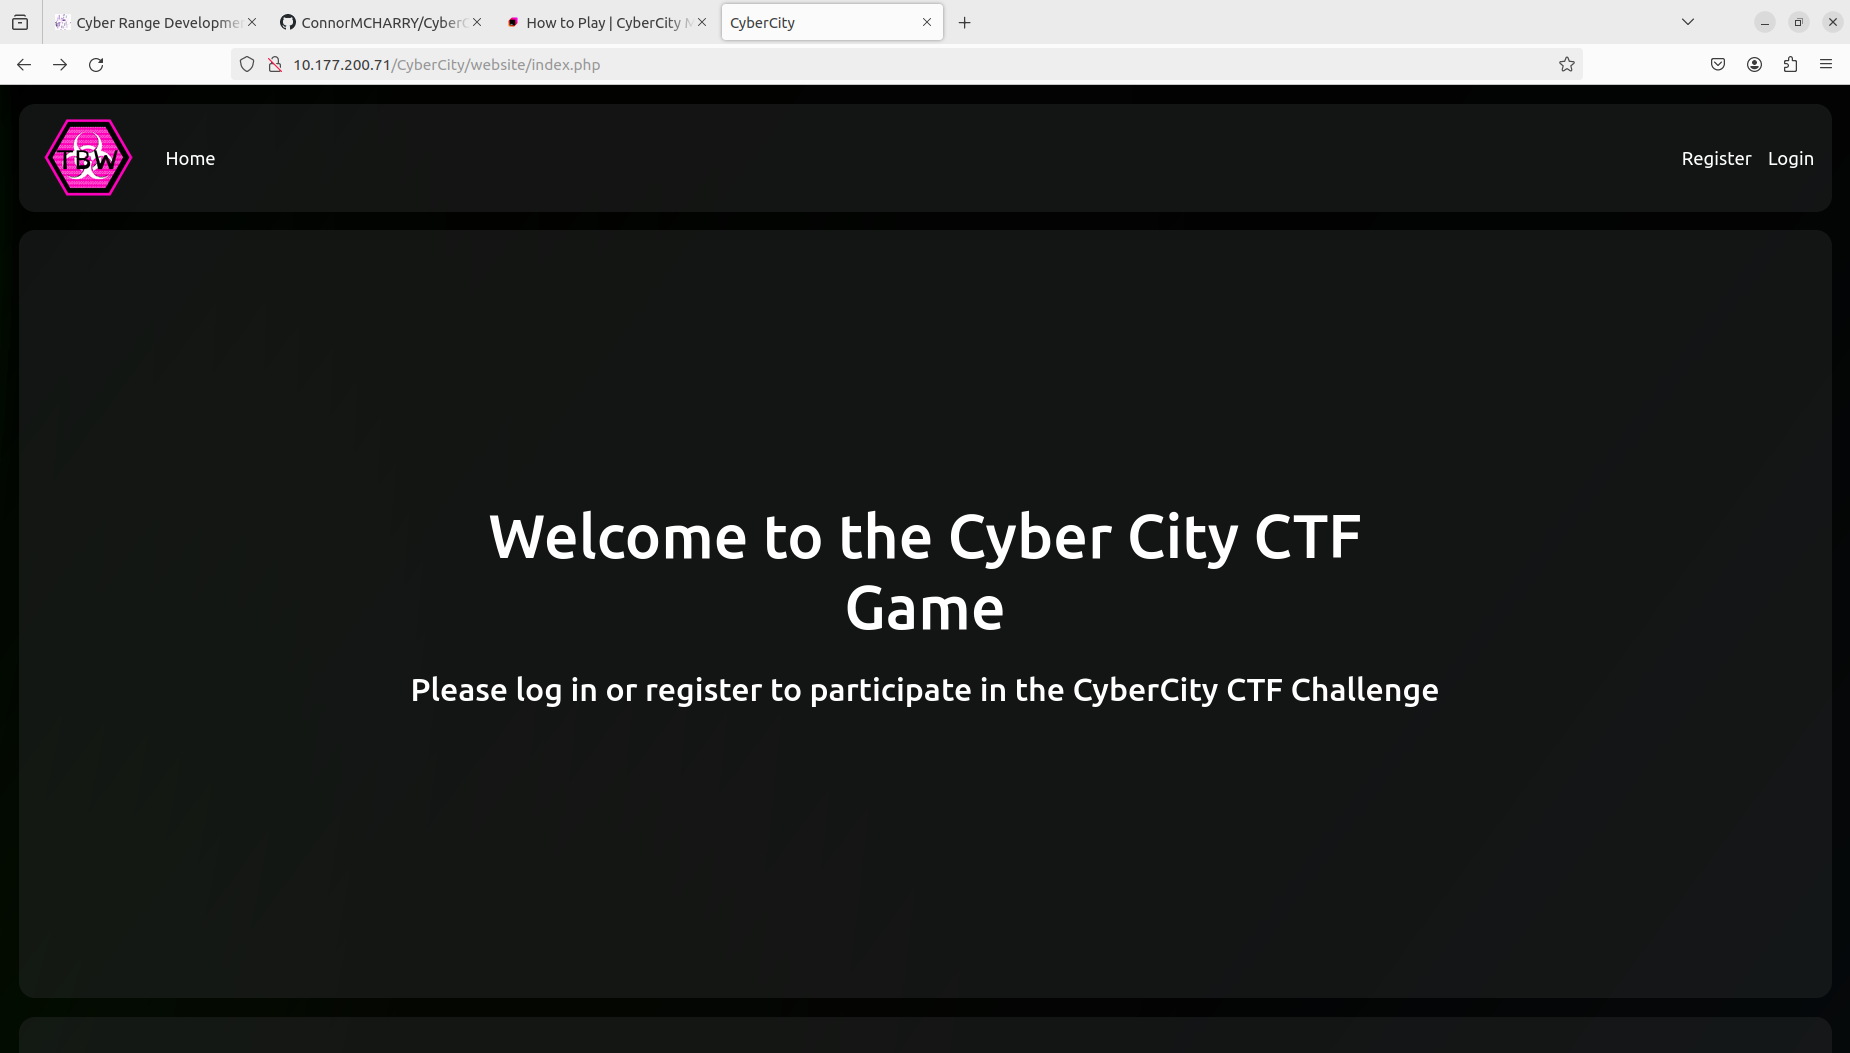 Cyber Range Developme
ConnorMCHARRY/Cyber
How to Play | CyberCity
CyberCity
10.177.200.71/CyberCity/website/index.php
TBW
Home
Register
Login
Welcome to the Cyber City CTF
Game
Please log in or register to participate in the CyberCity CTF Challenge